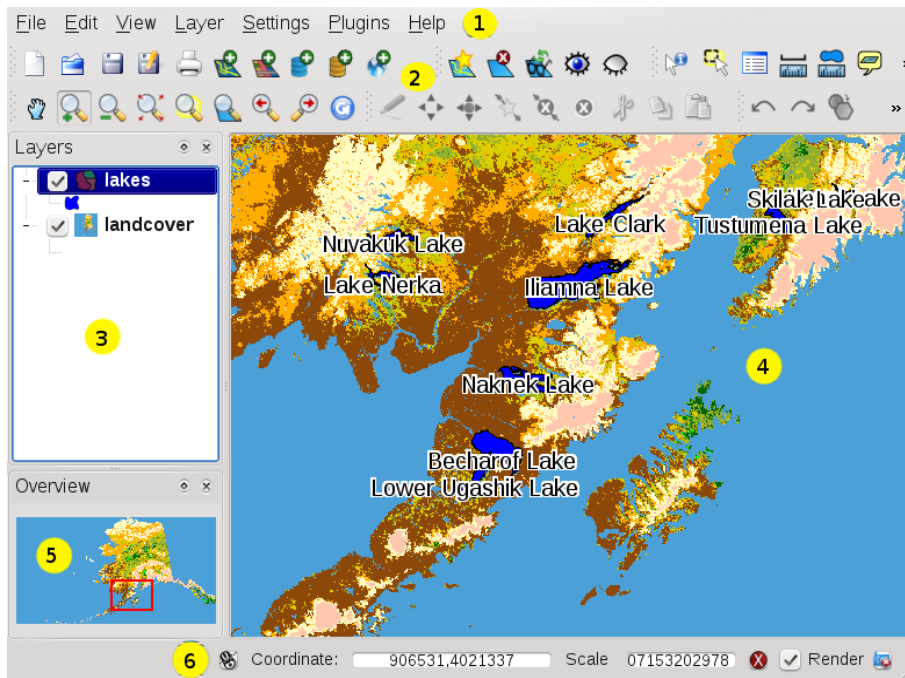 File Edit View Layer Settings Plugins Help 1
2
Layers
lakes
landcover
3
Nuvakuk Lake
Lake Nerka
Lake Clark
Iliamna Lake
Tustumena Lake
Naknek Lake
Becharof Lake
Lower Ugashik Lake
4
Overview
5
6 Coordinate: 906531,4021337 Scale 07153202978 Render